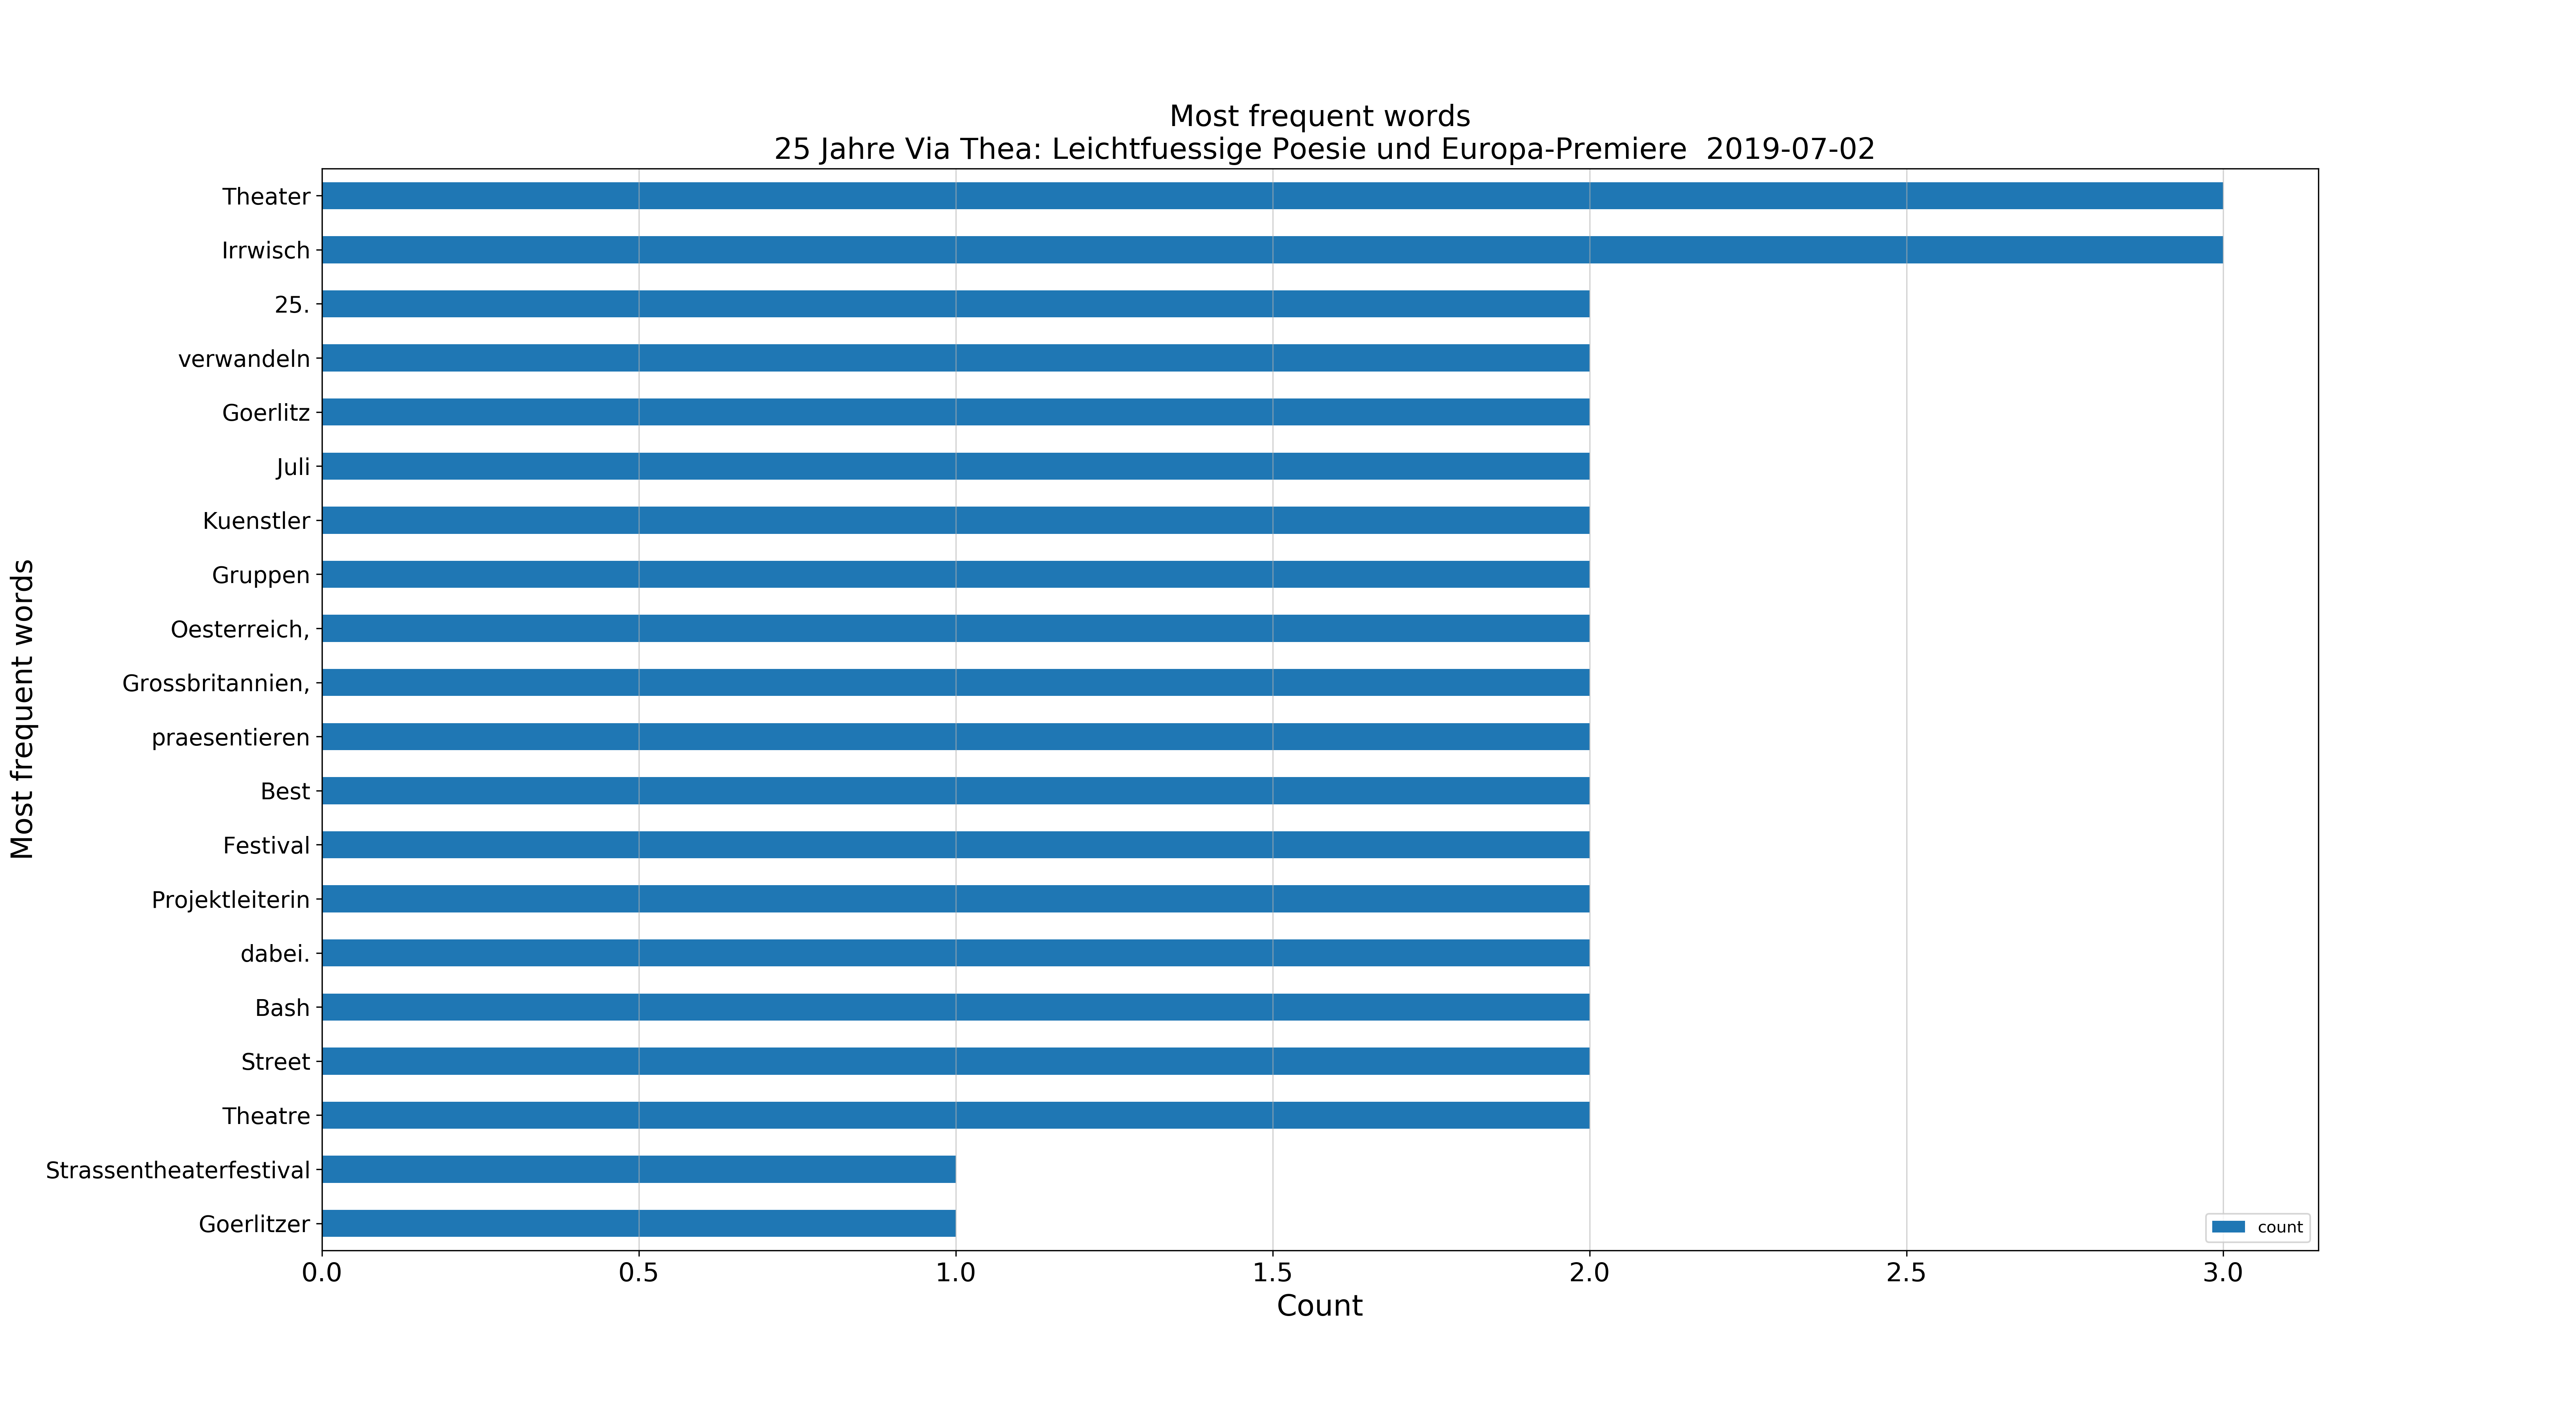 Most frequent words
25 Jahre Via Thea: Leichtfuessige Poesie und Europa-Premiere  2019-07-02
Theater
Irrwisch
25.
verwandeln
Goerlitz
Juli
Kuenstler
Gruppen
Oesterreich,
Grossbritannien,
praesentieren
Best
Festival
Projektleiterin
dabei.
Bash
Street
Theatre
Strassentheaterfestival
Goerlitzer
Most frequent words
count
0.0 0.5 1.0 1.5 2.0 2.5 3.0
Count